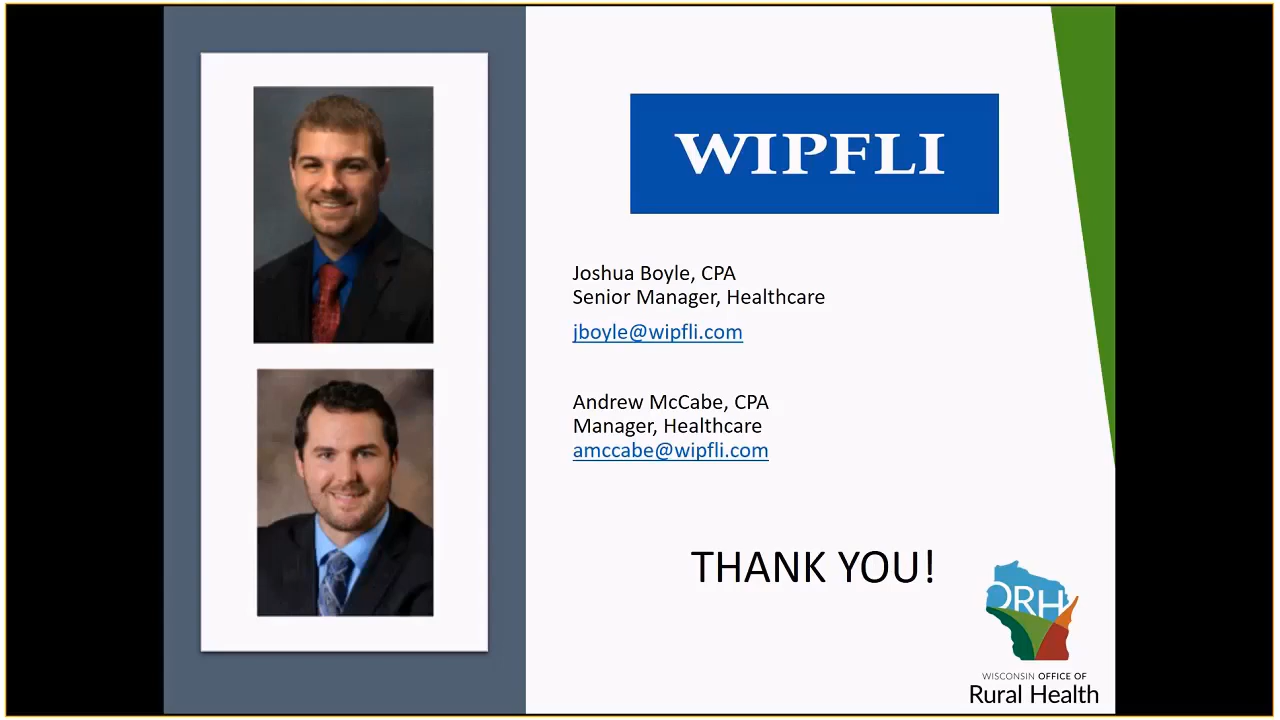 WIPFLI
Joshua Boyle, CPA
Senior Manager, Healthcare
jboyle@wipfli.com
Andrew McCabe, CPA
Manager, Healthcare
amccabe@wipfli.com
THANK YOU!
ORH
WISCONSIN OFFICE OF
Rural Health